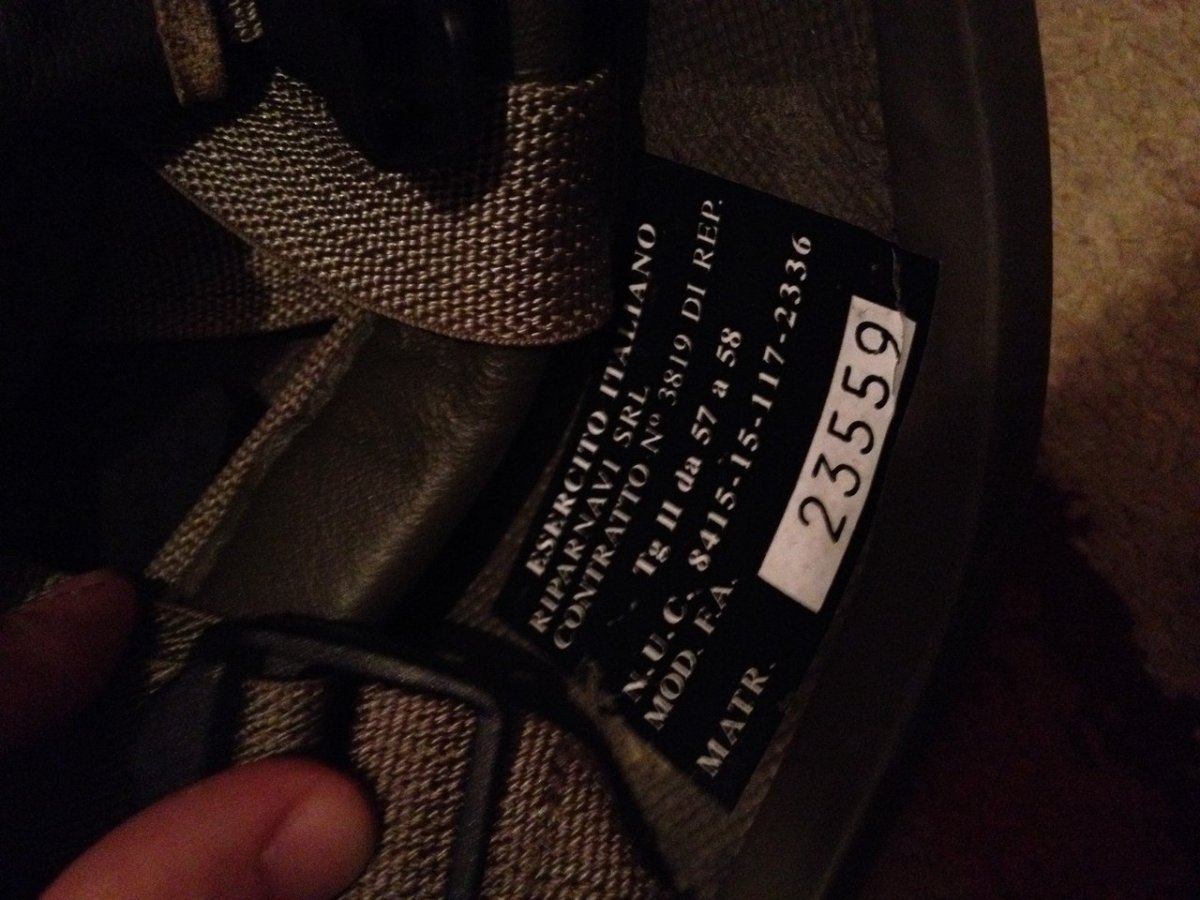 ESERCITO ITALIANO
RIPARNAVI SRL
CONTRATTO Nº 3819 DI REP.
Tg II da 57 a 58
N.U.C. 8415-15-117-2336
MOD. F.A.
MATR. 23559